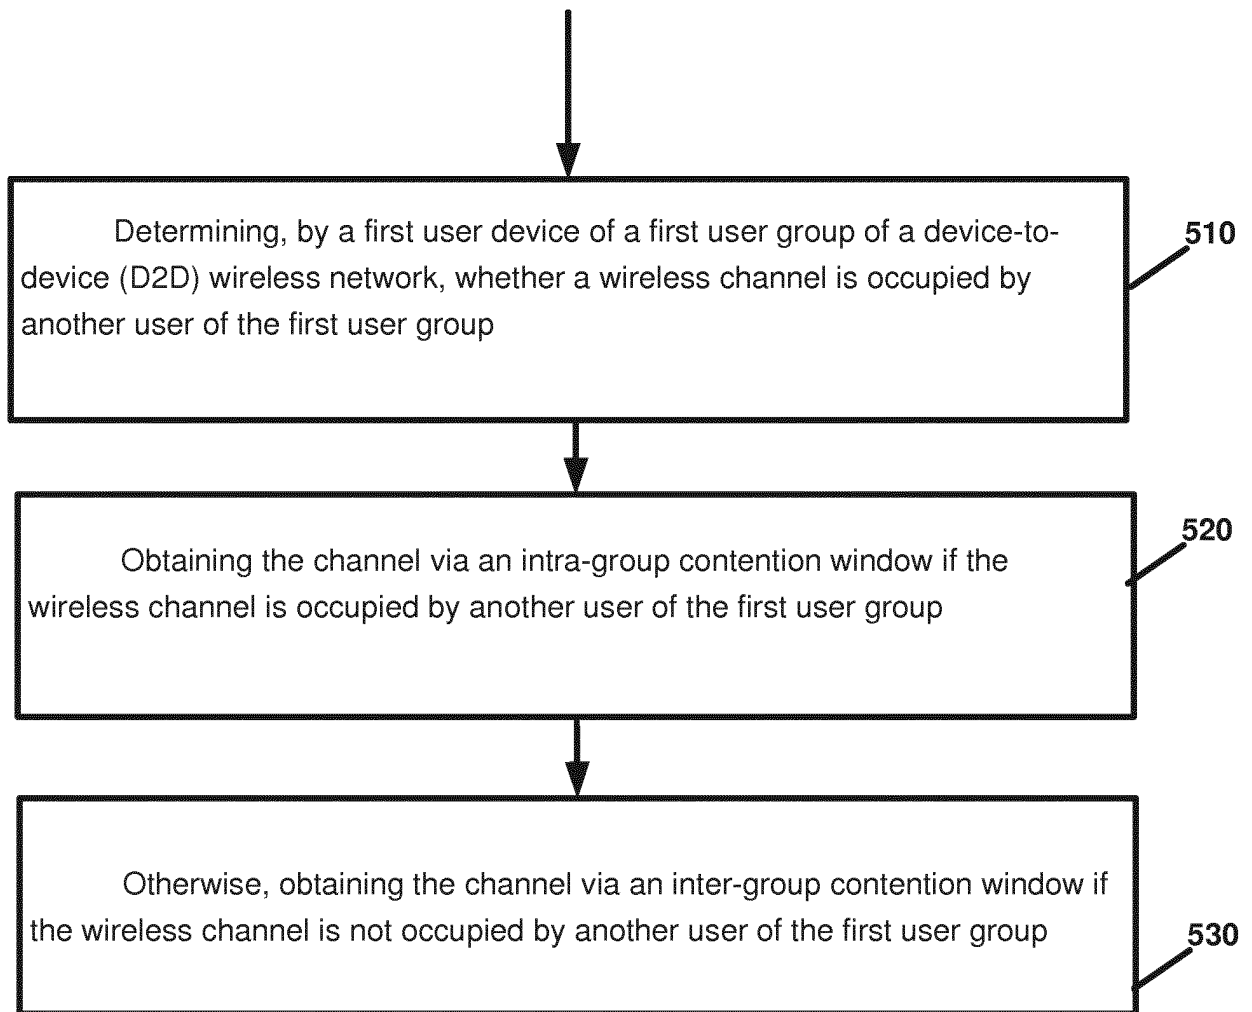 Determining, by a first user device of a first user group of a device-to-
device (D2D) wireless network, whether a wireless channel is occupied by
another user of the first user group
510
Obtaining the channel via an intra-group contention window if the
wireless channel is occupied by another user of the first user group
520
Otherwise, obtaining the channel via an inter-group contention window if
the wireless channel is not occupied by another user of the first user group
530